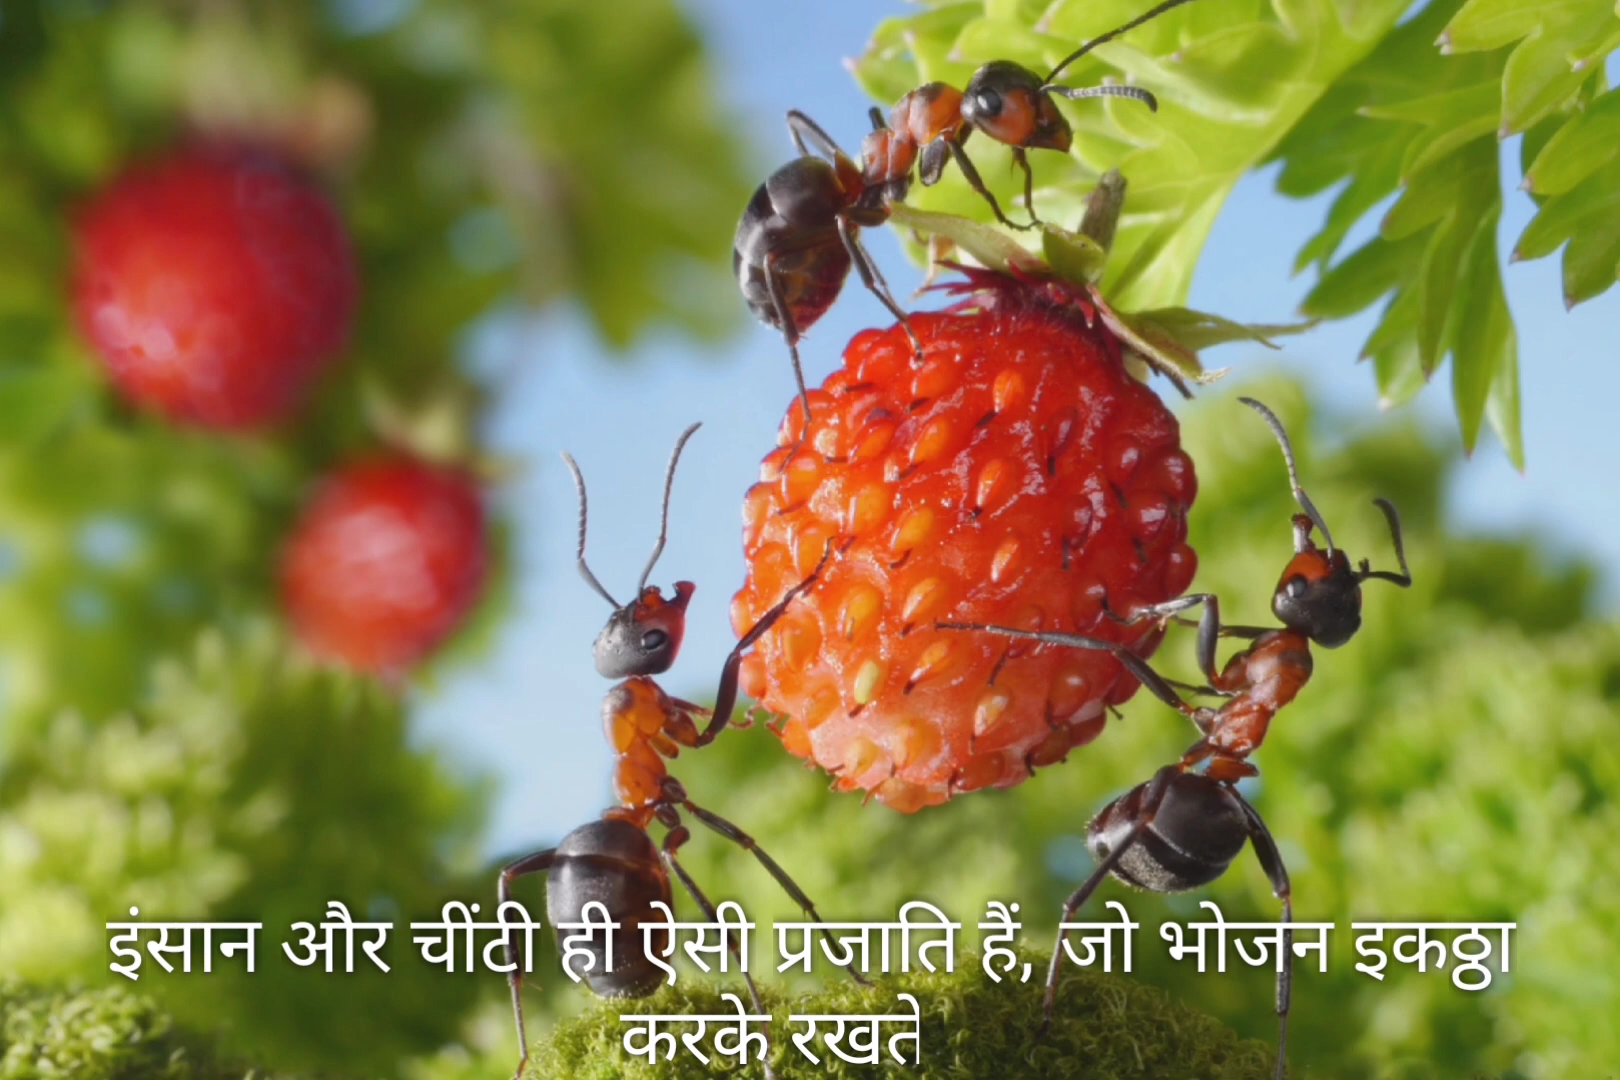 इंसान और चींटी ही ऐसी प्रजाति हैं, जो भोजन इकठ्ठा
करके रखते